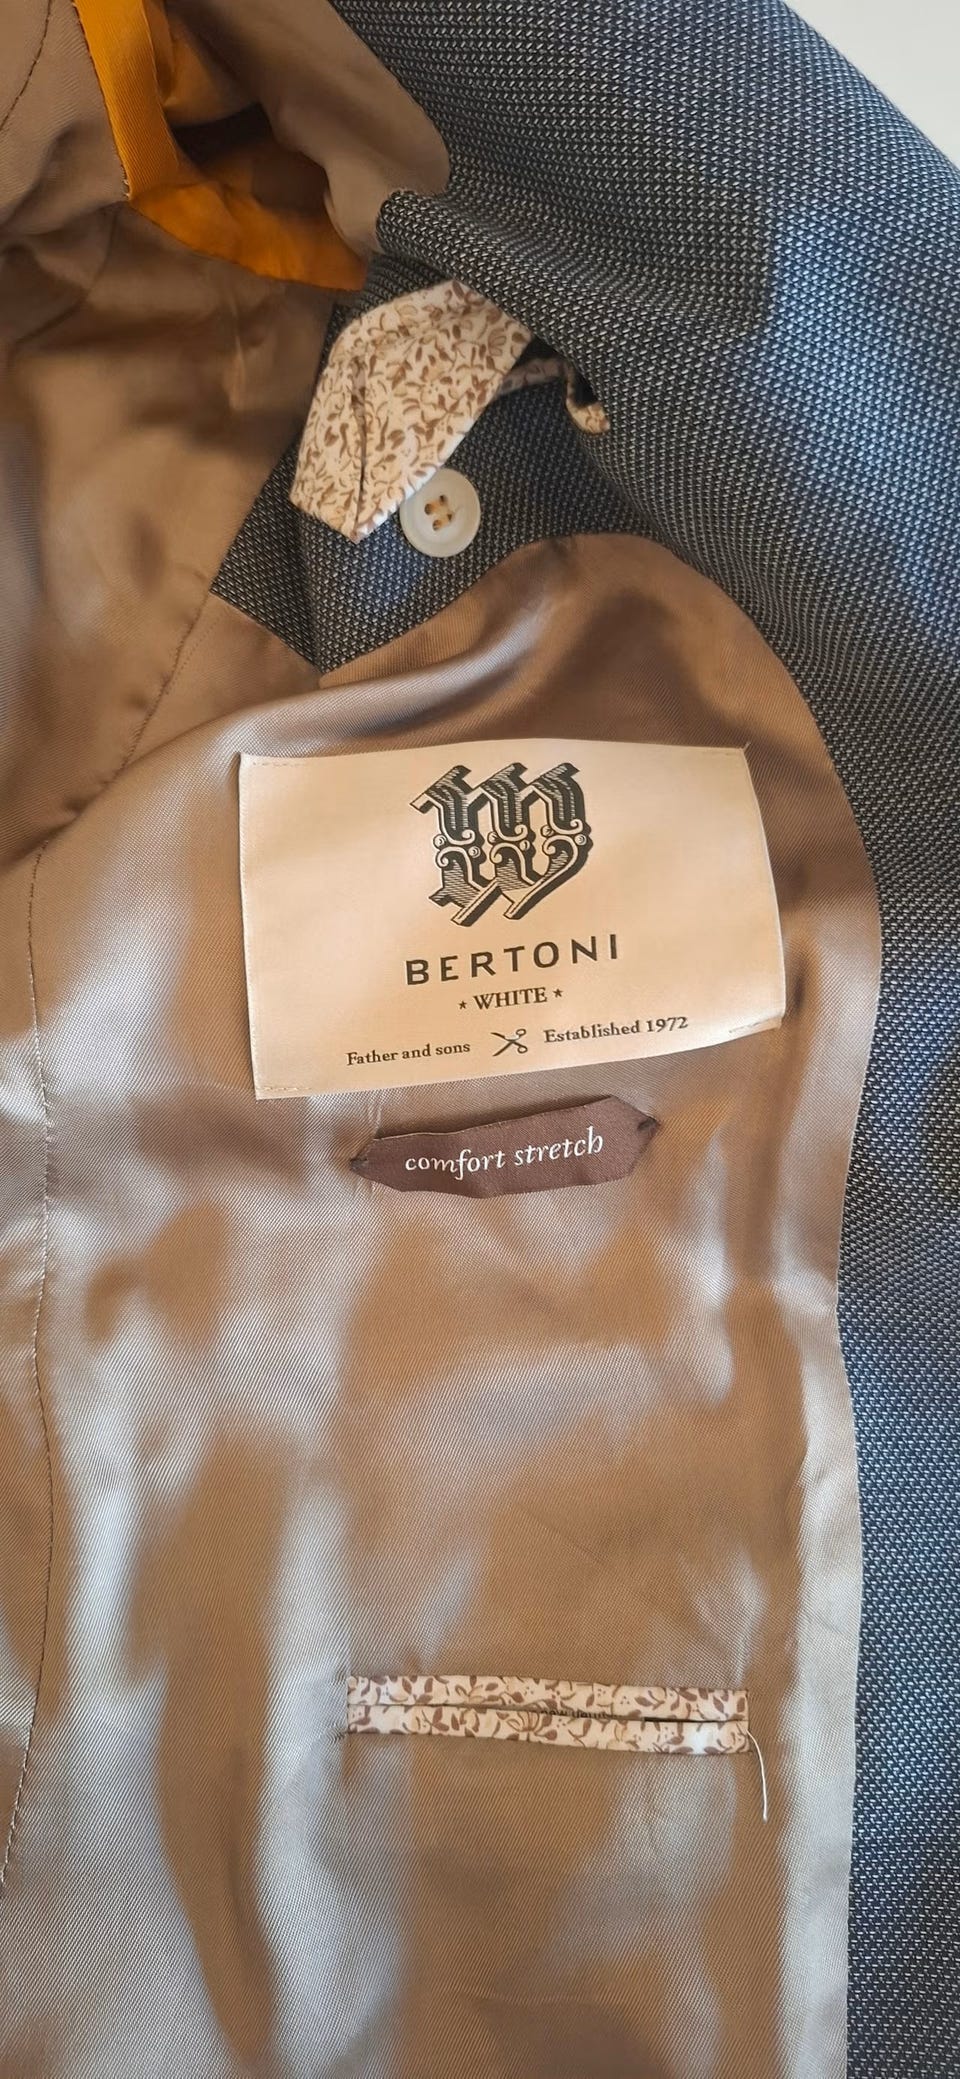 W
BERTONI
★ WHITE ★
Father and sons Established 1972
comfort stretch